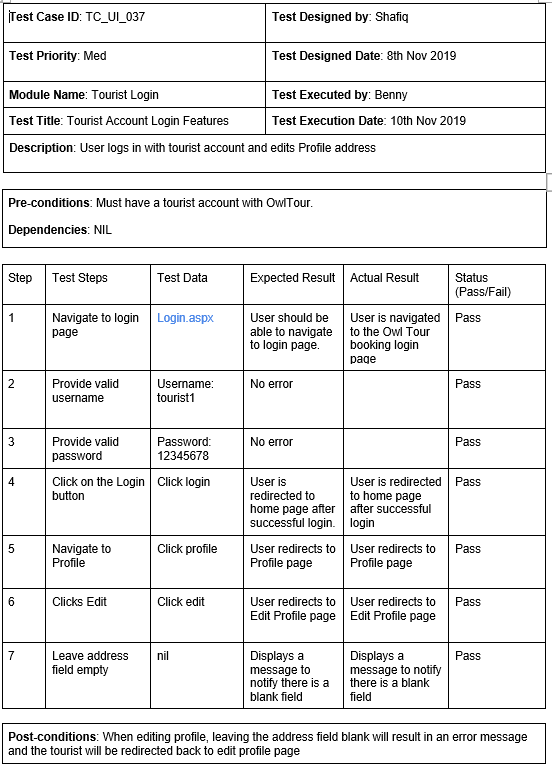 Test Case ID: TC_UI_037
Test Designed by: Shafiq
Test Priority: Med
Test Designed Date: 8th Nov 2019
Module Name: Tourist Login
Test Executed by: Benny
Test Title: Tourist Account Login Features
Test Execution Date: 10th Nov 2019
Description: User logs in with tourist account and edits Profile address
Pre-conditions: Must have a tourist account with OwlTour.
Dependencies: NIL
Step
Test Steps
Test Data
Expected Result
Actual Result
Status
(Pass/Fail)
1
Navigate to login
page
Login.aspx
User should be
able to navigate
to login page.
User is navigated
to the Owl Tour
booking login
page
Pass
2
Provide valid
username
Username:
tourist1
No error
Pass
3
Provide valid
password
Password:
12345678
No error
Pass
4
Click on the Login
button
Click login
User is
redirected to
home page after
successful login.
User is redirected
to home page
after successful
login
Pass
5
Navigate to
Profile
Click profile
User redirects to
Profile page
User redirects to
Profile page
Pass
6
Clicks Edit
Click edit
User redirects to
Edit Profile page
User redirects to
Edit Profile page
Pass
7
Leave address
field empty
nil
Displays a
message to
notify there is a
blank field
Displays a
message to notify
there is a blank
field
Pass
Post-conditions: When editing profile, leaving the address field blank will result in an error message
and the tourist will be redirected back to edit profile page